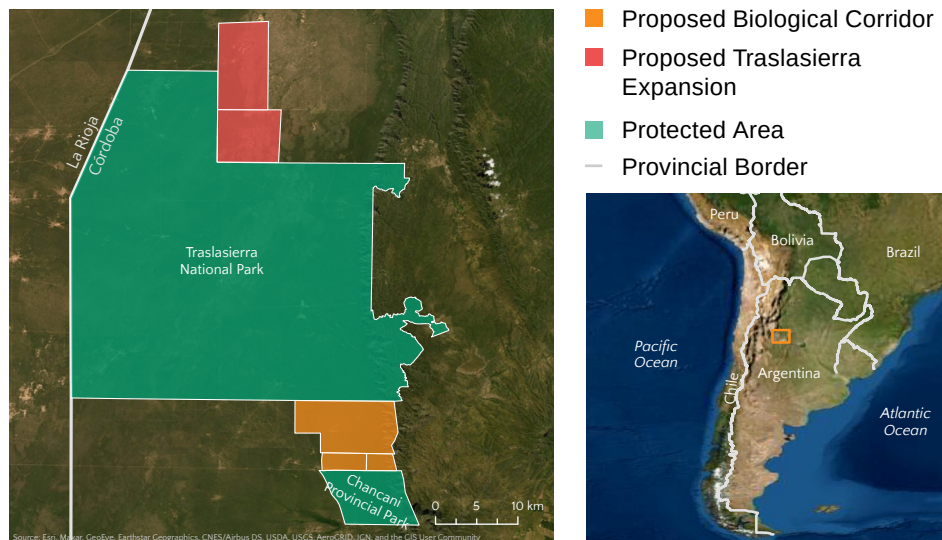 Proposed Biological Corridor
Proposed Traslasierra
Expansion
Protected Area
Provincial Border
La Rioja
Córdoba
Traslasierra
National Park
Chancani
Provincial Park
0 5 10 km
Source: Esri, Maxar, GeoEye, Earthstar Geographics, CNES/Airbus DS, USDA, USGS, AeroGRID, IGN, and the GIS User Community
Peru
Bolivia
Brazil
Pacific
Ocean
Chile
Argentina
Atlantic
Ocean